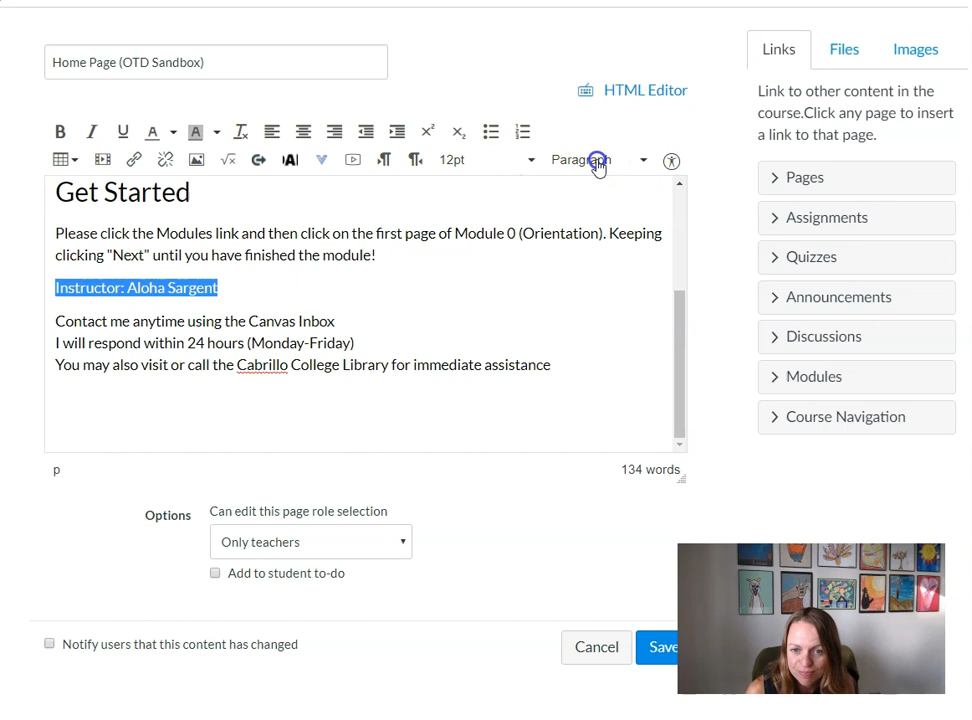 Home Page (OTD Sandbox)
Links
Files
Images
HTML Editor
Link to other content in the
course.Click any page to insert
a link to that page.
B I U A A Tx x² x₂
12pt
Paragraph
Get Started
Please click the Modules link and then click on the first page of Module 0 (Orientation). Keeping
clicking "Next" until you have finished the module!
Instructor: Aloha Sargent
Contact me anytime using the Canvas Inbox
I will respond within 24 hours (Monday-Friday)
You may also visit or call the Cabrillo College Library for immediate assistance
Pages
Assignments
Quizzes
Announcements
Discussions
Modules
Course Navigation
p
134 words
Options
Can edit this page role selection
Only teachers
Add to student to-do
Notify users that this content has changed
Cancel
Save